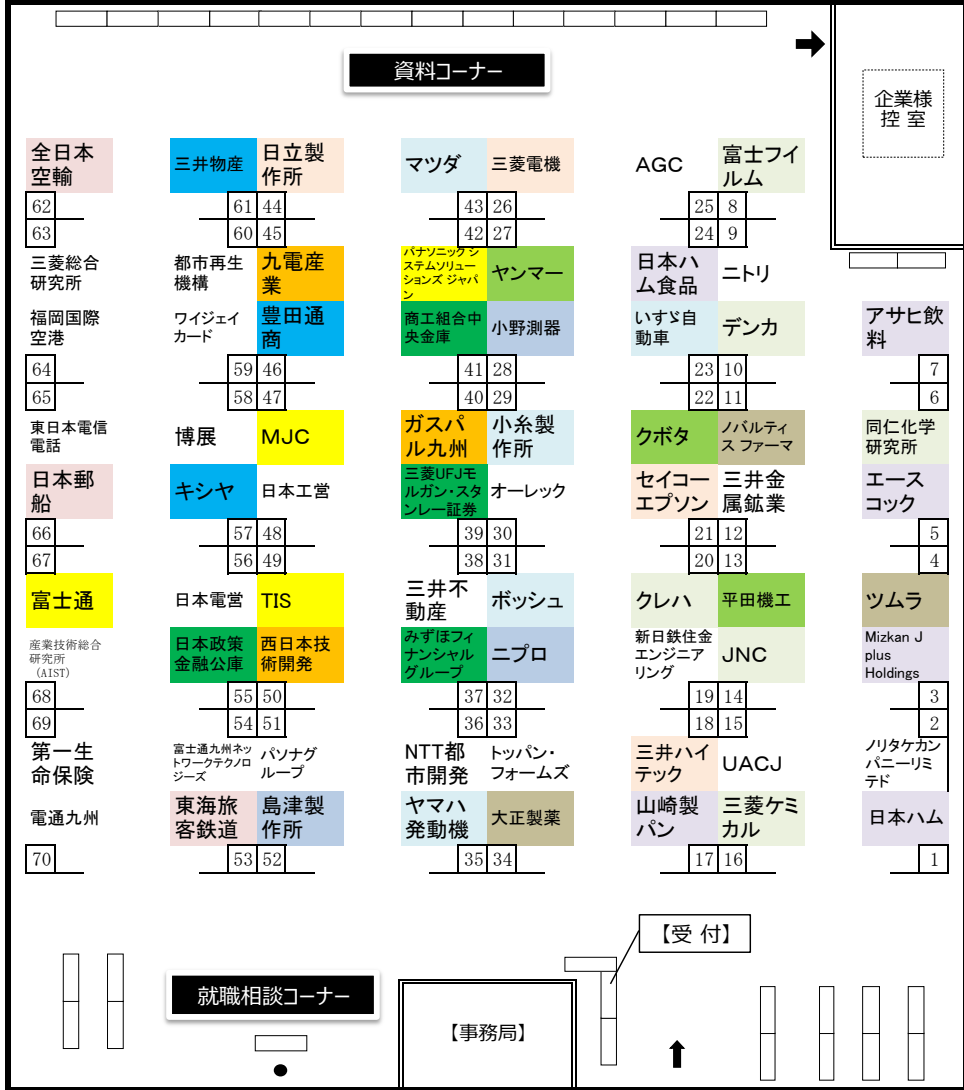 資料コーナー
企業様
控 室
全日本
空輸
三井物産
日立製
作所
マツダ
三菱電機
AGC
富士フイ
ルム
62
61 44
43 26
25 8
63
60 45
42 27
24 9
三菱総合
研究所
都市再生
機構
九電産
業
パナソニック シ
ステムソリュー
ションズ ジャパ
ン
ヤンマー
日本ハ
ム食品
ニトリ
福岡国際
空港
ワイジェイ
カード
豊田通
商
商工組合中
央金庫
小野測器
いすゞ自
動車
デンカ
アサヒ飲
料
64
59 46
41 28
23 10
7
65
58 47
40 29
22 11
6
東日本電信
電話
博展
MJC
ガスパ
ル九州
小糸製
作所
クボタ
ノバルティ
ス ファーマ
同仁化学
研究所
日本郵
船
キシヤ
日本工営
三菱UFJモ
ルガン・スタ
ンレー証券
オーレック
セイコー
エプソン
三井金
属鉱業
エース
コック
66
57 48
39 30
21 12
5
67
56 49
38 31
20 13
4
富士通
日本電営
TIS
三井不
動産
ボッシュ
クレハ
平田機工
ツムラ
産業技術総合
研究所
(AIST)
日本政策
金融公庫
西日本技
術開発
みずほフィ
ナンシャル
グループ
ニプロ
新日鉄住金
エンジニア
リング
JNC
Mizkan J
plus
Holdings
68
55 50
37 32
19 14
3
69
54 51
36 33
18 15
2
第一生
命保険
富士通九州ネッ
トワークテクノロ
ジーズ
パソナグ
ループ
NTT都
市開発
トッパン・
フォームズ
三井ハイ
テック
UACJ
ノリタケカン
パニーリミ
テド
電通九州
東海旅
客鉄道
島津製
作所
ヤマハ
発動機
大正製薬
山崎製
パン
三菱ケミ
カル
日本ハム
70
53 52
35 34
17 16
1
【受 付】
就職相談コーナー
【事務局】